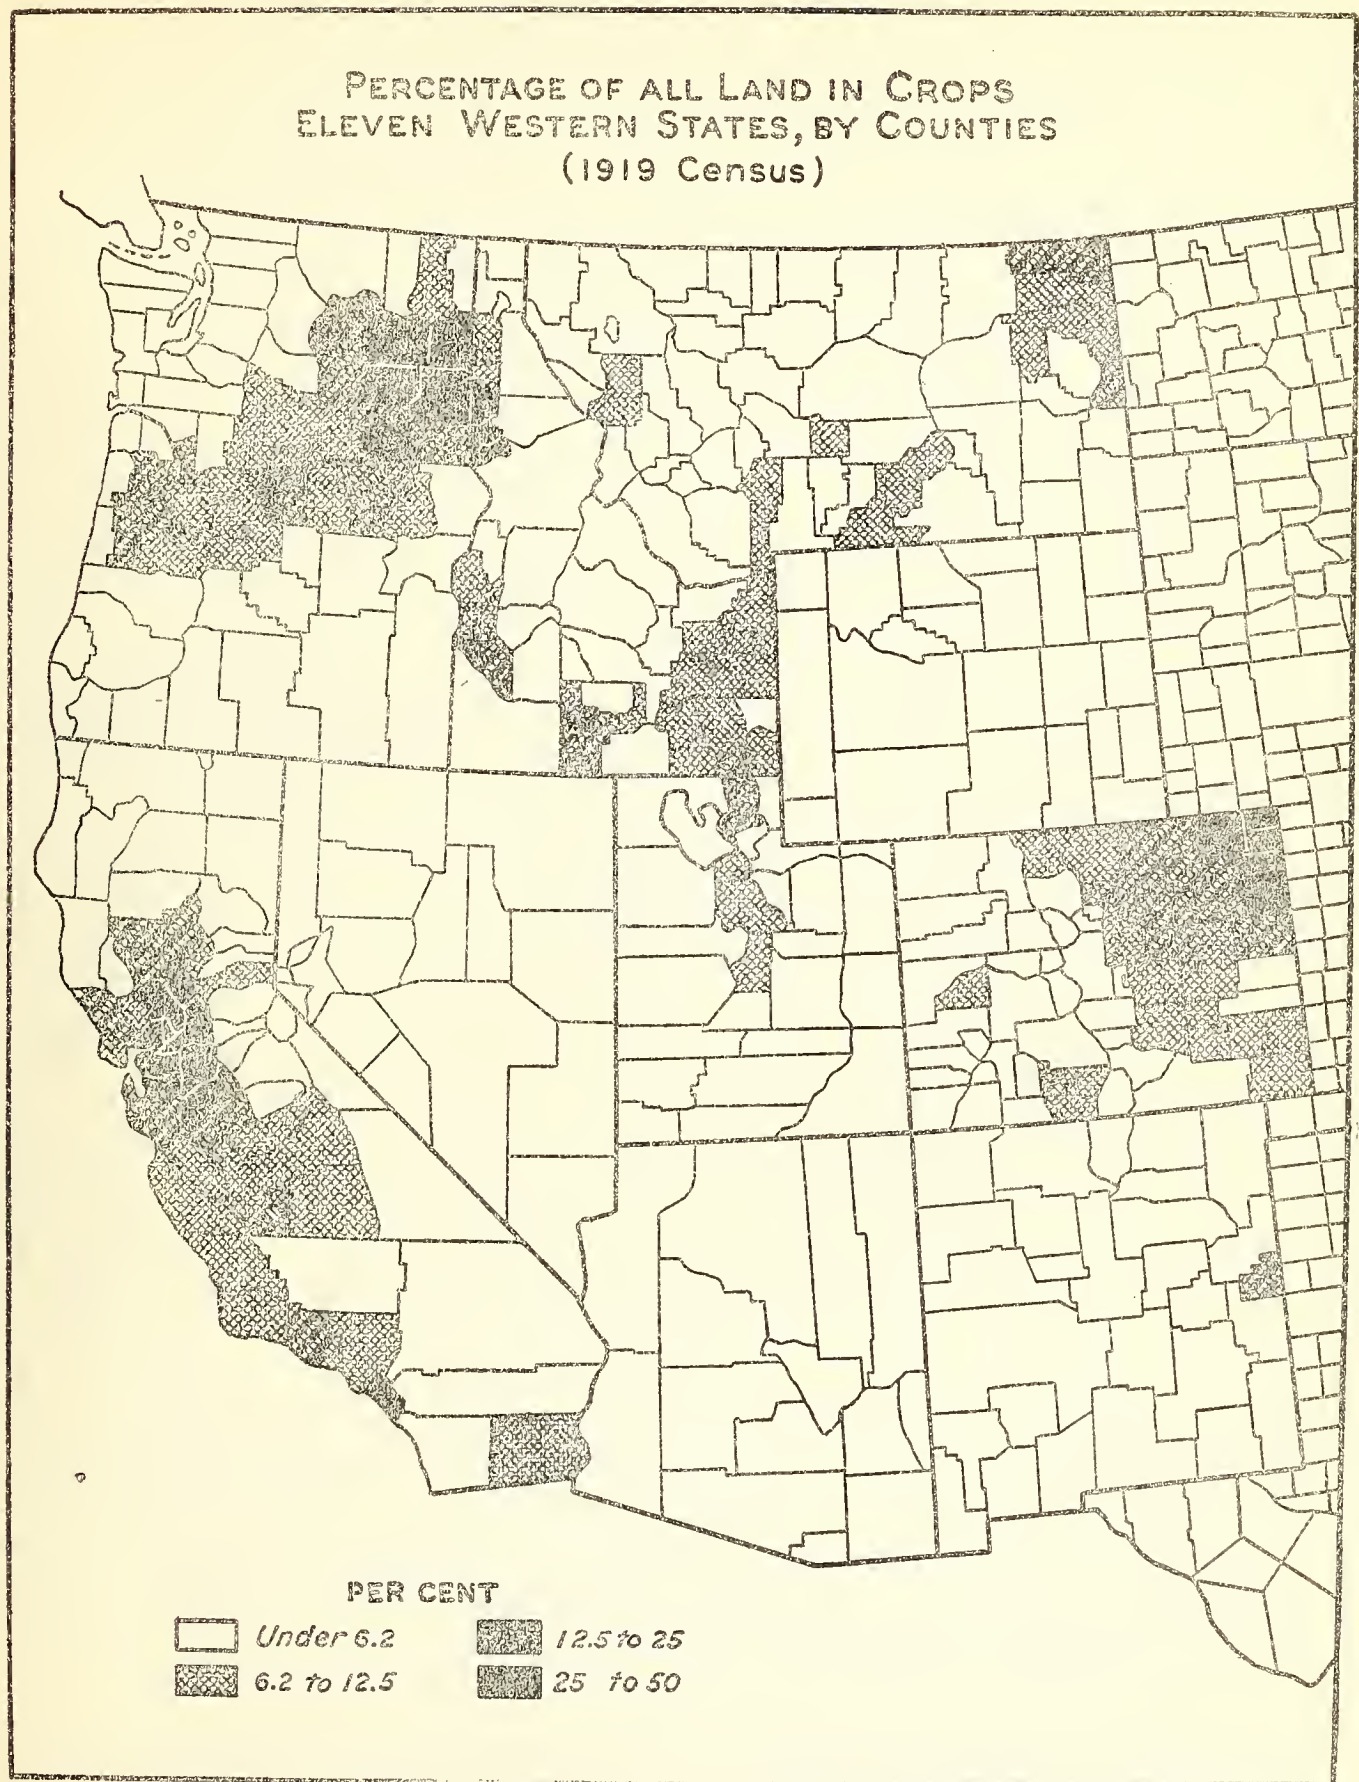 PERCENTAGE OF ALL LAND IN CROPS
ELEVEN WESTERN STATES, BY COUNTIES
(1919 Census)
PER CENT
Under 6.2
12.5 to 25
6.2 to 12.5
25 to 50